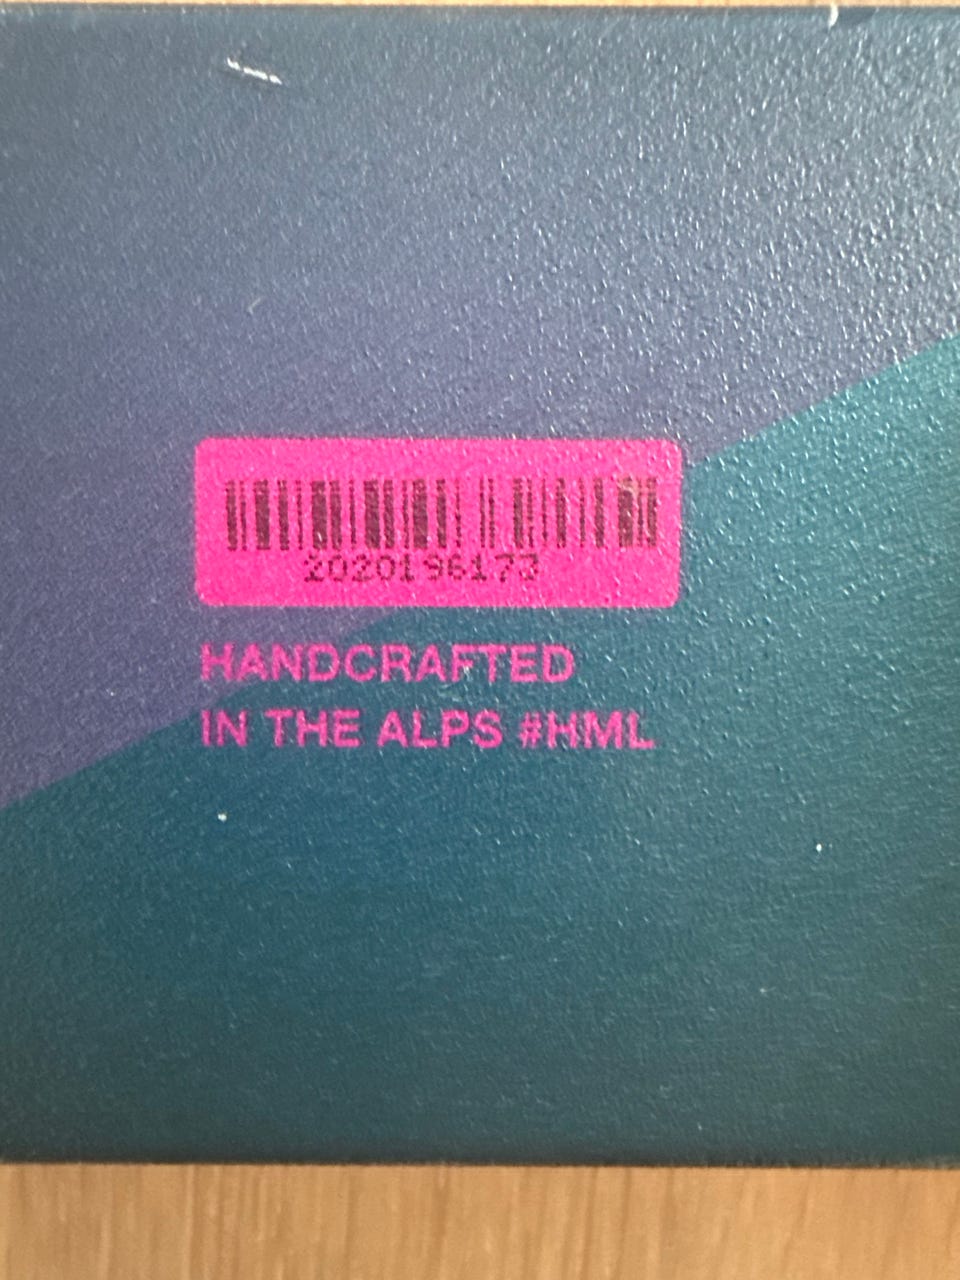 2020196173
HANDCRAFTED
IN THE ALPS #HML